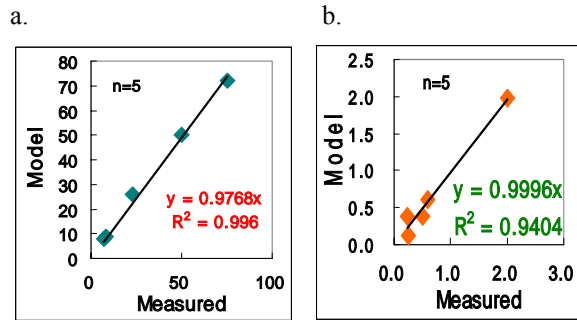 a.
80
70
60
50
40
30
20
10
0
Model
n=5
y = 0.9768x
R² = 0.996
0 50 100
Measured
b.
2.5
2.0
1.5
1.0
0.5
0.0
Model
n=5
y = 0.9996x
R² = 0.9404
0.0 1.0 2.0 3.0
Measured